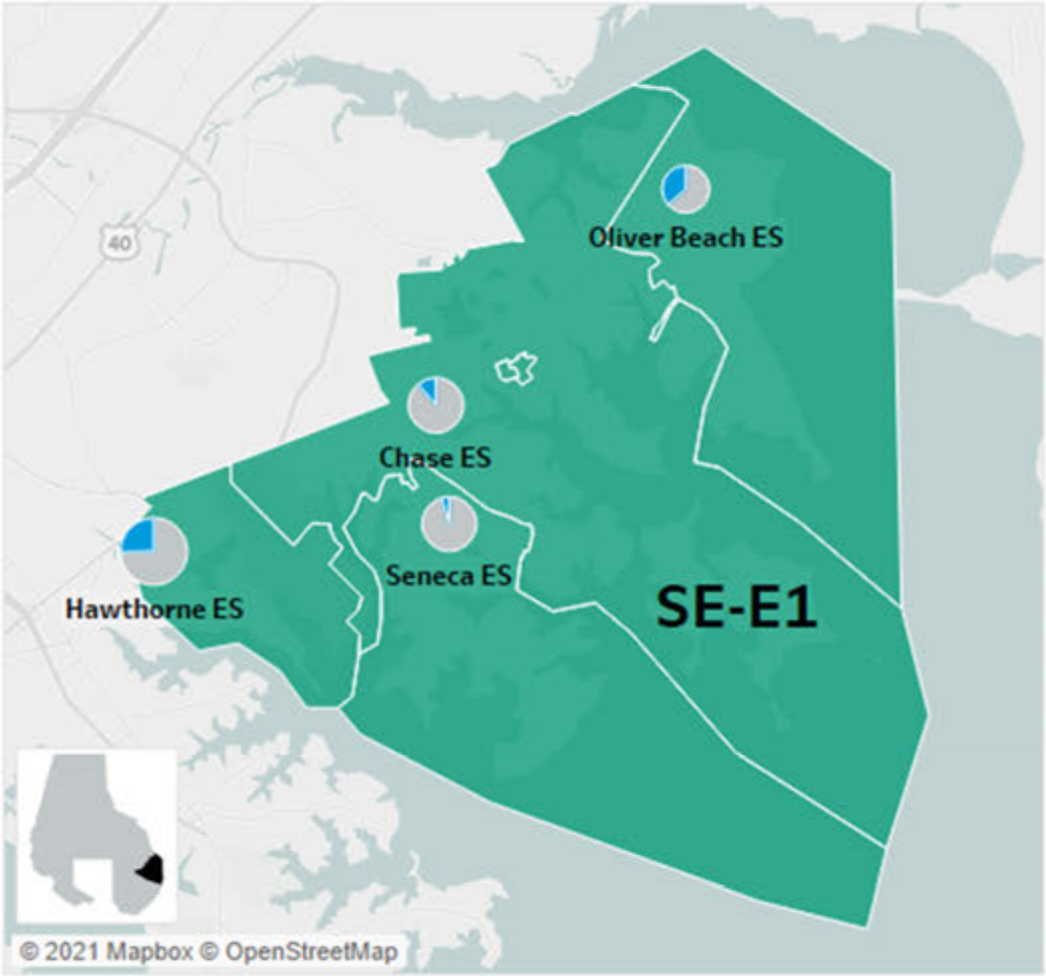 Oliver Beach ES
40
Chase ES
Seneca ES
SE-E1
Hawthorne ES
© 2021 Mapbox © OpenStreetMap